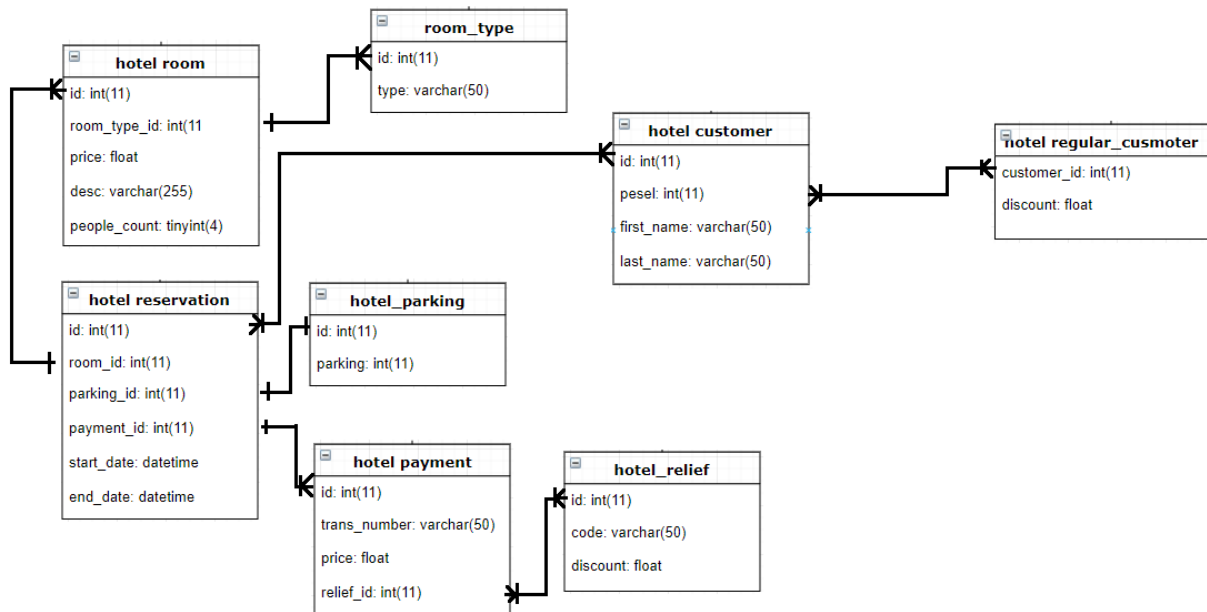 room_type
id: int(11)
type: varchar(50)
hotel room
id: int(11)
room_type_id: int(11
price: float
desc: varchar(255)
people_count: tinyint(4)
hotel customer
id: int(11)
pesel: int(11)
first_name: varchar(50)
last_name: varchar(50)
hotel regular_cusmoter
customer_id: int(11)
discount: float
hotel reservation
id: int(11)
room_id: int(11)
parking_id: int(11)
payment_id: int(11)
start_date: datetime
end_date: datetime
hotel_parking
id: int(11)
parking: int(11)
hotel payment
id: int(11)
trans_number: varchar(50)
price: float
relief_id: int(11)
hotel_relief
id: int(11)
code: varchar(50)
discount: float